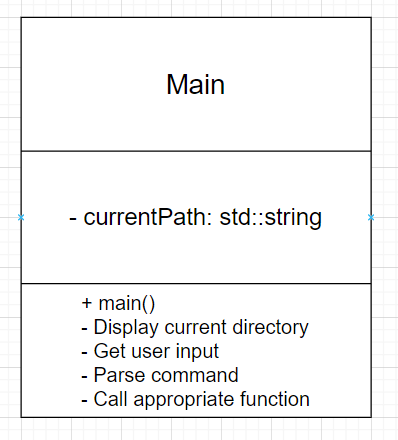 Main
- currentPath: std::string
+ main()
- Display current directory
- Get user input
- Parse command
- Call appropriate function